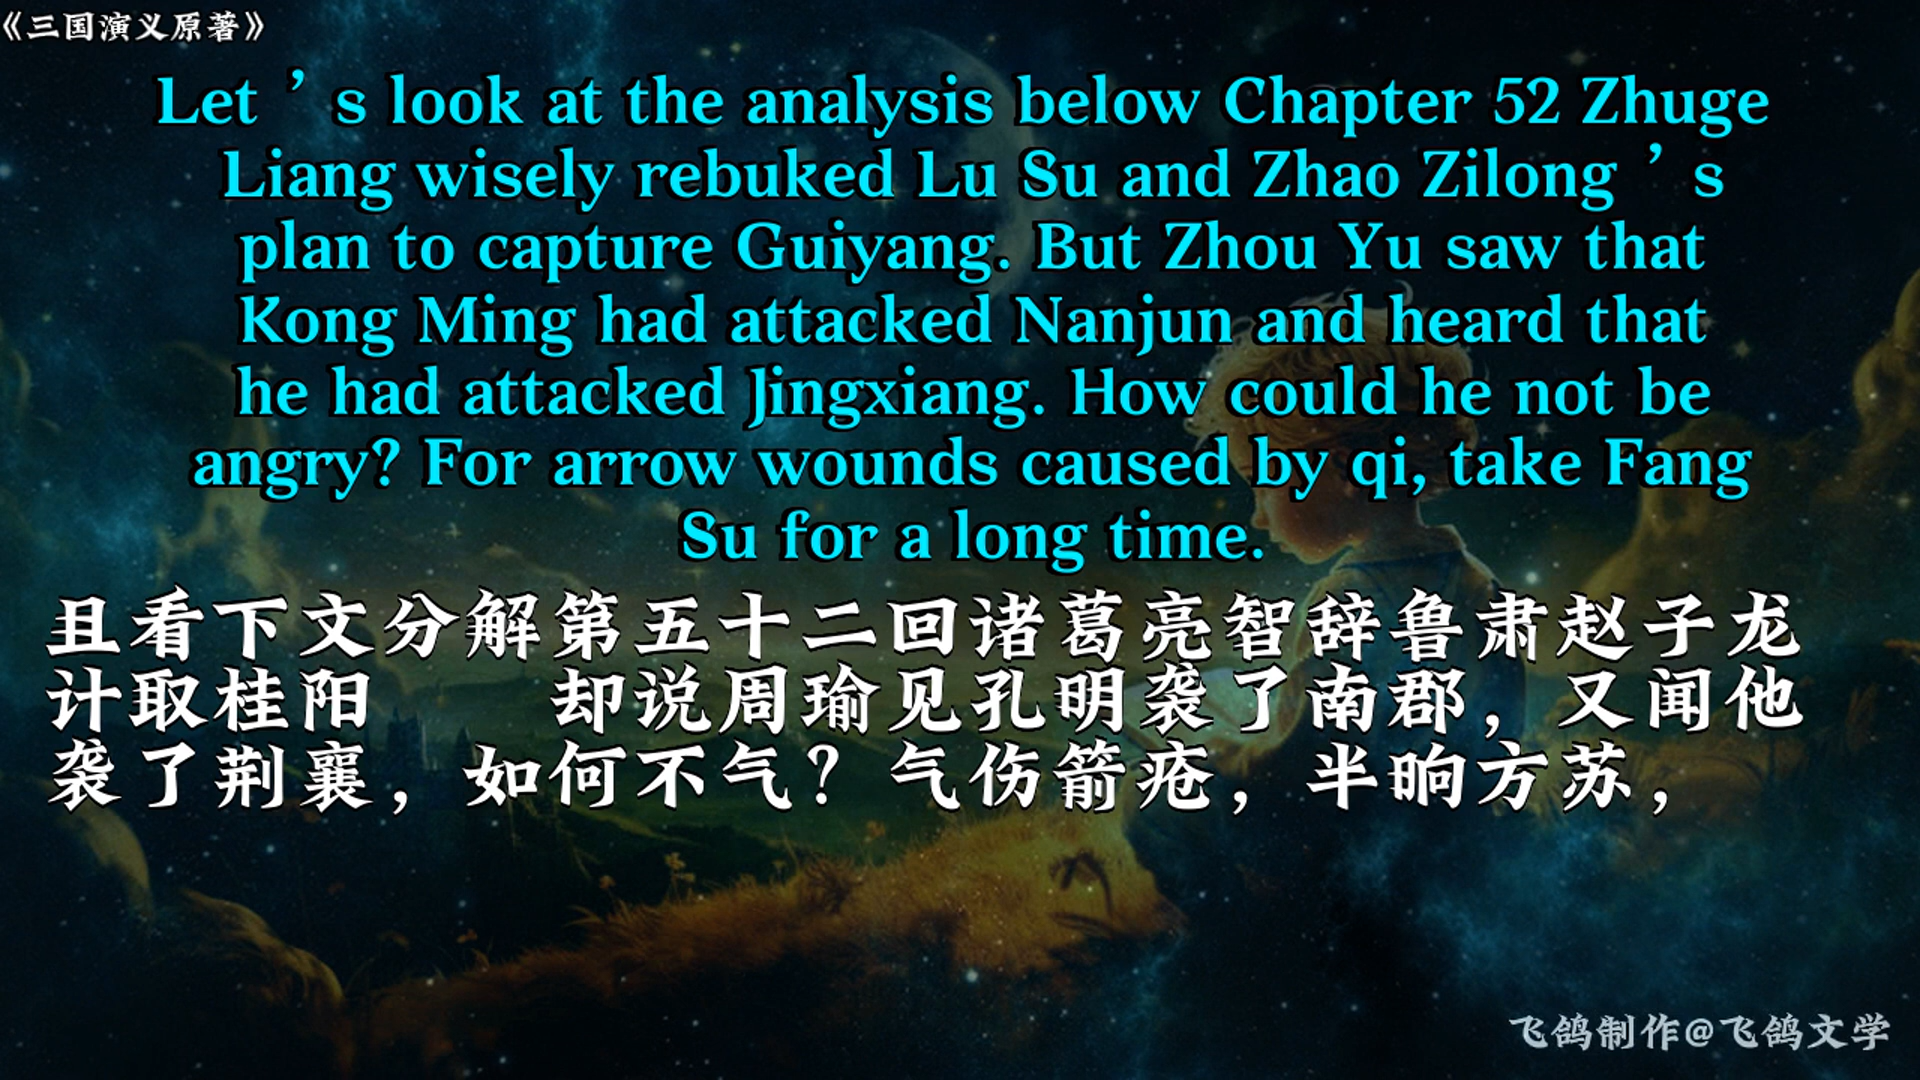 《三国演义原著》
Let ’ s look at the analysis below Chapter 52 Zhuge
Liang wisely rebuked Lu Su and Zhao Zilong ’ s
plan to capture Guiyang. But Zhou Yu saw that
Kong Ming had attacked Nanjun and heard that
he had attacked Jingxiang. How could he not be
angry? For arrow wounds caused by qi, take Fang
Su for a long time.
且看下文分解第五十二回诸葛亮智辞鲁肃赵子龙
计取桂阳　　却说周瑜见孔明袭了南郡，又闻他
袭了荆襄，如何不气？气伤箭疮，半晌方苏，
飞鸽制作@飞鸽文学